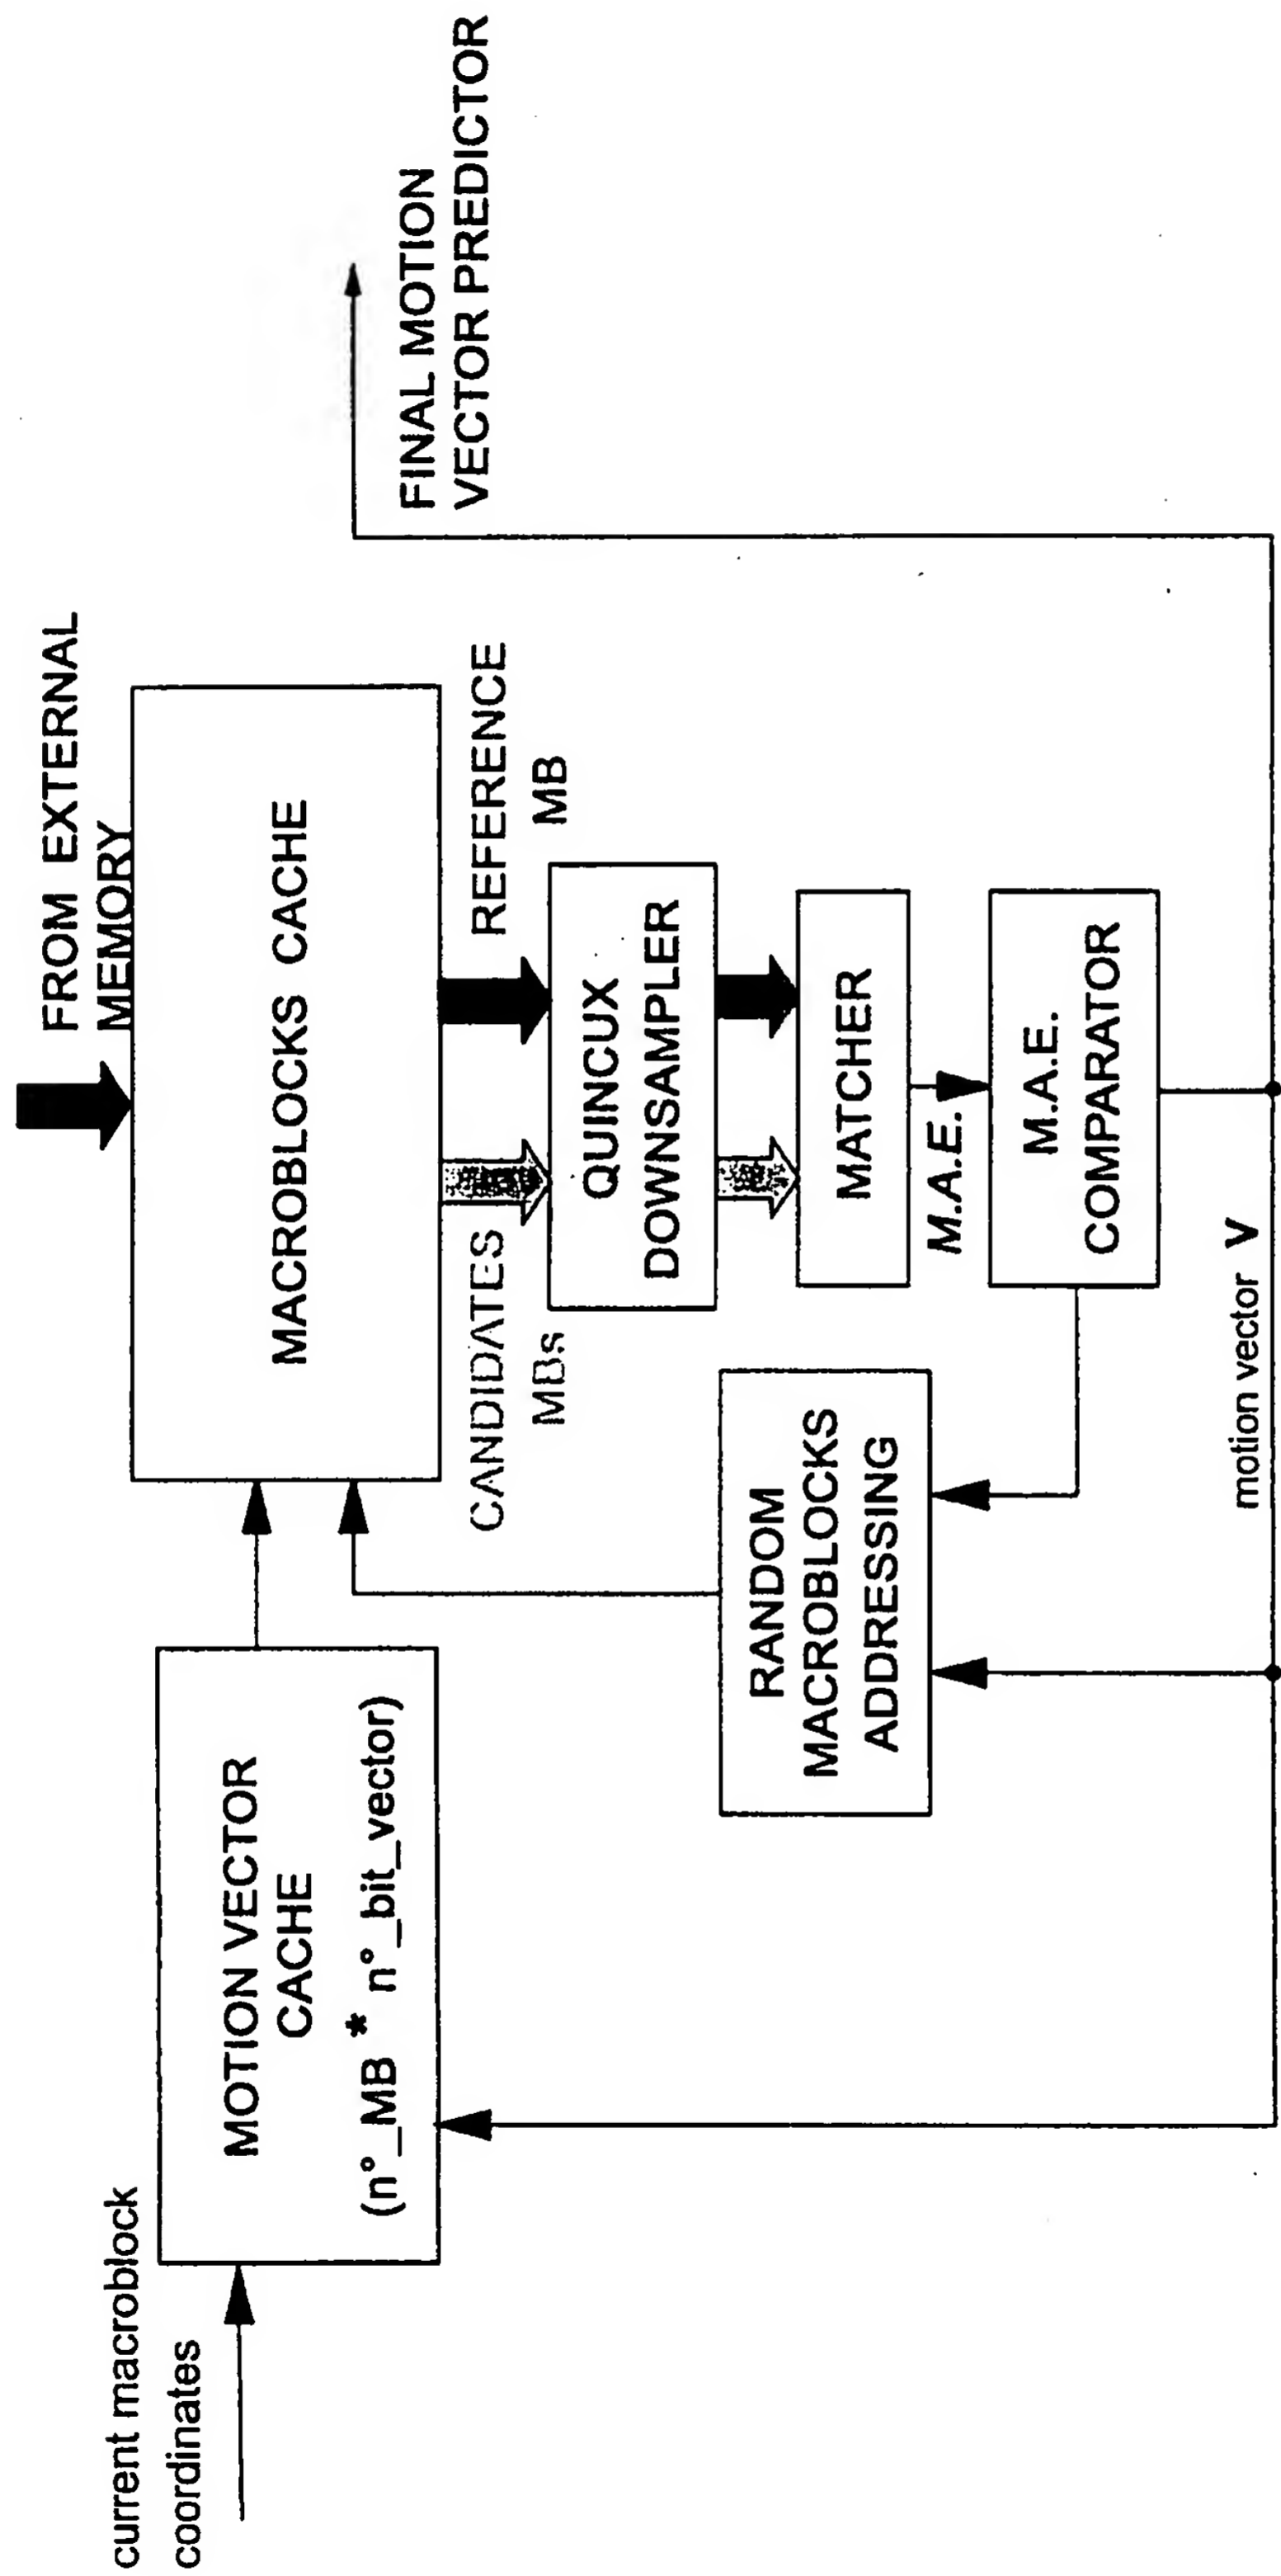 FROM EXTERNAL
MEMORY
current macroblock
coordinates
MOTION VECTOR
CACHE
(n°_MB * n°_bit_vector)
MACROBLOCKS CACHE
CANDIDATES
MBs
REFERENCE
MB
FINAL MOTION
VECTOR PREDICTOR
QUINCUX
DOWNSAMPLER
RANDOM
MACROBLOCKS
ADDRESSING
MATCHER
M.A.E.
M.A.E.
COMPARATOR
motion vector V